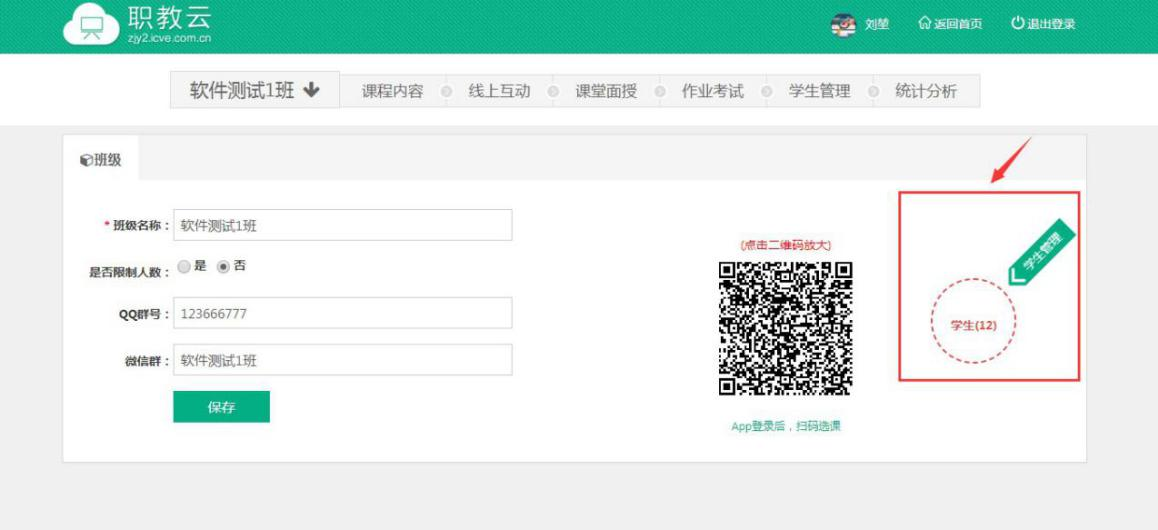 职教云
zjy2.icve.com.cn
刘堃 返回首页 退出登录
软件测试1班 课程内容 线上互动 课堂面授 作业考试 学生管理 统计分析
班级
* 班级名称： 软件测试1班
是否限制人数： 是 否
QQ群号： 123666777
微信群： 软件测试1班
保存
(点击二维码放大)
App登录后，扫码选课
学生管理
学生(12)